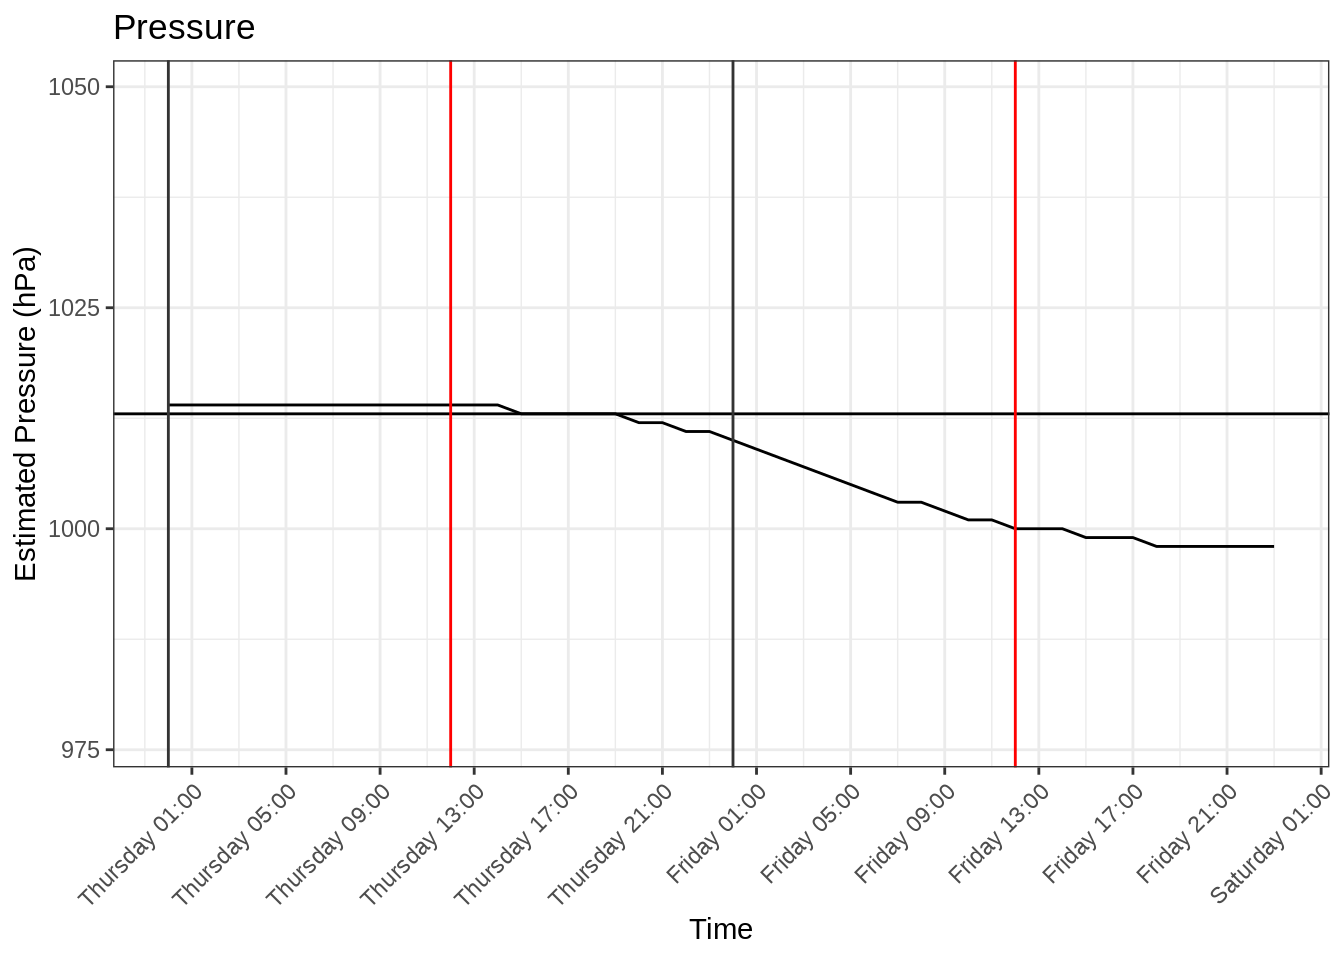 Pressure
Estimated Pressure (hPa)
1050
1025
1000
975
Thursday 01:00
Thursday 05:00
Thursday 09:00
Thursday 13:00
Thursday 17:00
Thursday 21:00
Friday 01:00
Friday 05:00
Friday 09:00
Friday 13:00
Friday 17:00
Friday 21:00
Saturday 01:00
Time